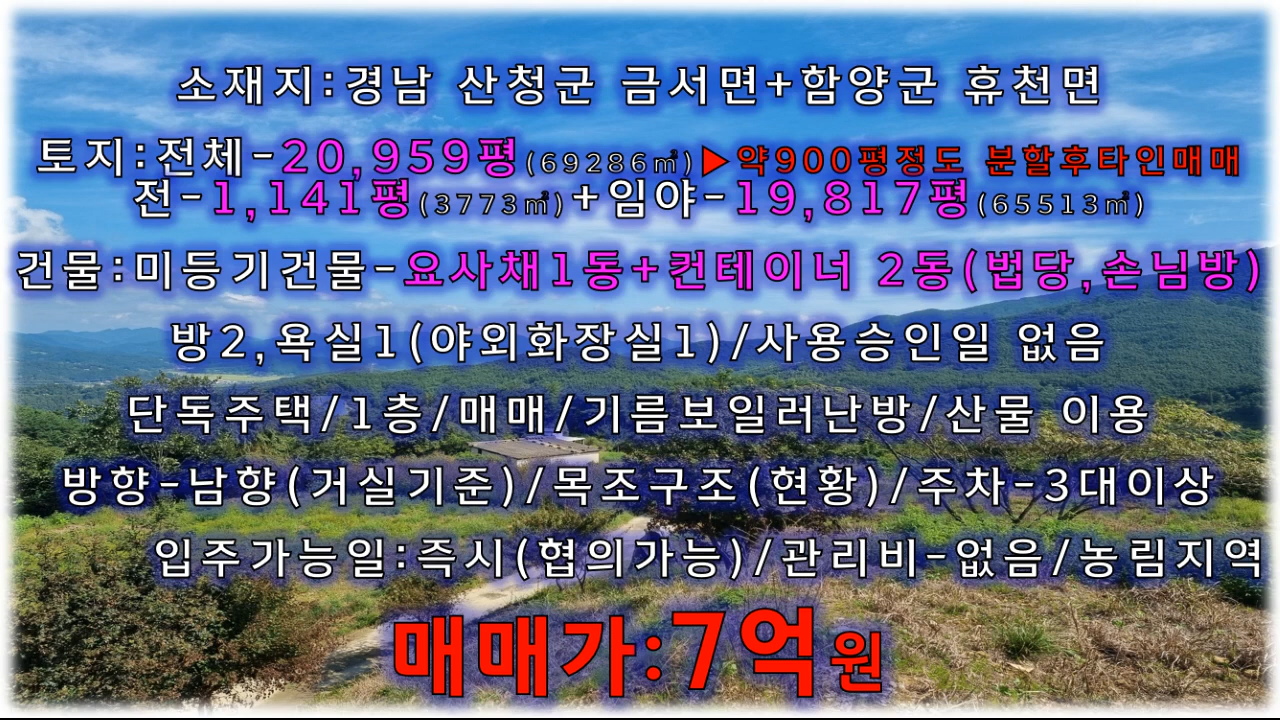 소재지:경남 산청군 금서면+함양군 휴천면
토지:전체-20,959평(69286㎡)▶약900평정도 분할후타인매매
전-1,141평(3773㎡)+임야-19,817평(65513㎡)
건물:미등기건물-요사채1동+컨테이너 2동(법당,손님방)
방2,욕실1(야외화장실1)/사용승인일 없음
단독주택/1층/매매/기름보일러난방/산물 이용
방향-남향(거실기준)/목조구조(현황)/주차-3대이상
입주가능일:즉시(협의가능)/관리비-없음/농림지역
매매가:7억원